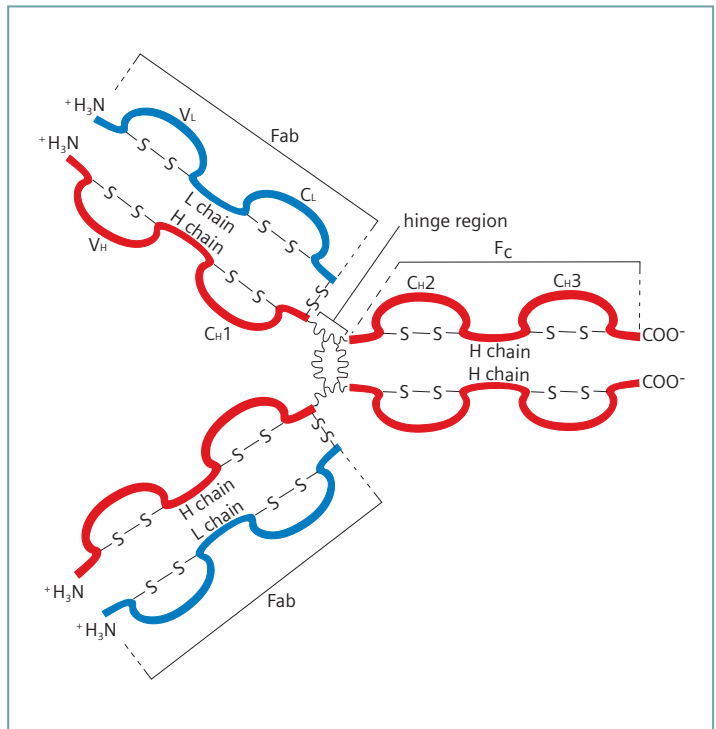 +H3N
VL
Fab
+H3N
S
S
CL
L chain
H chain
S
S
VH
S
S
hinge region
S
S
FC
CH1
S
S
CH2
CH3
S — S
S — S
COO-
H chain
H chain
COO-
S — S
S — S
S
S
S
S
S
S
H chain
L chain
S
S
S
S
+H3N
Fab
+H3N